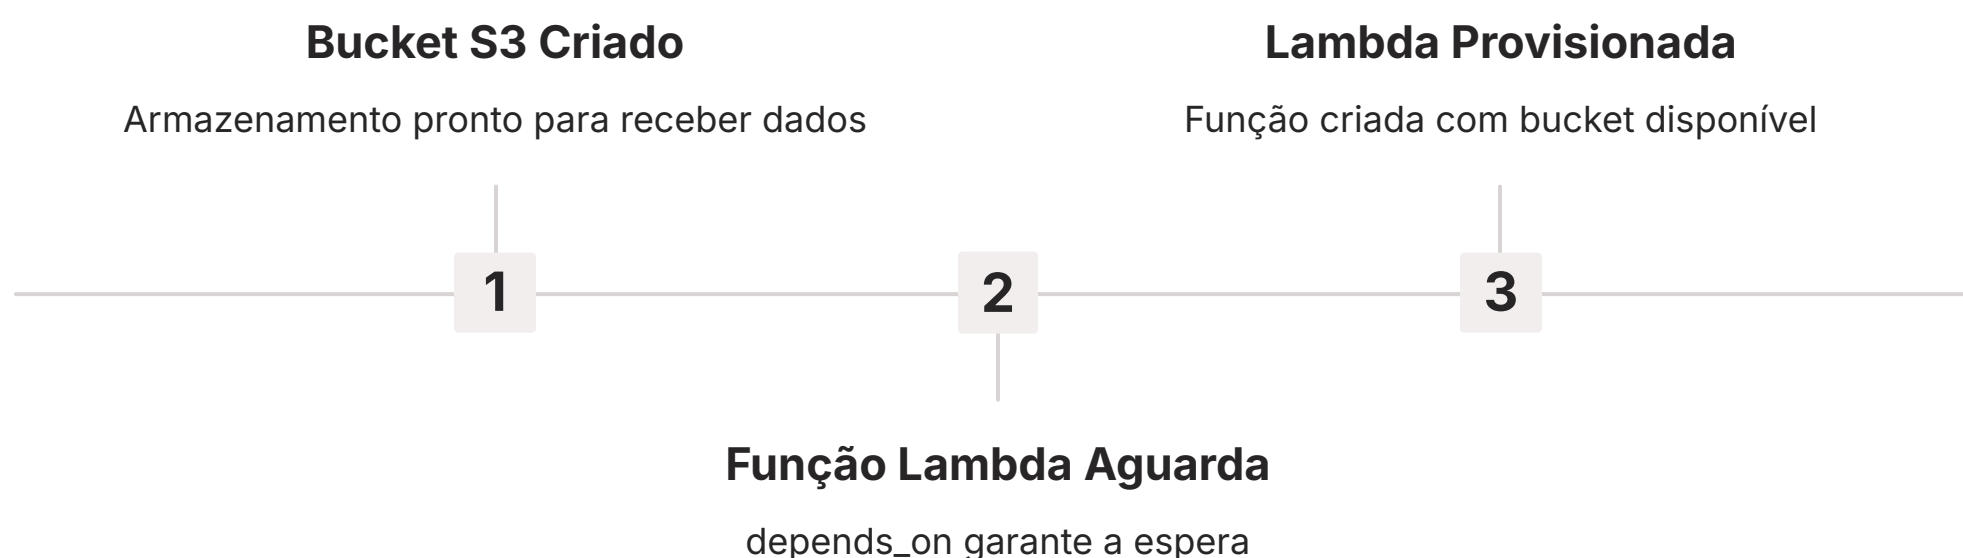 Bucket S3 Criado
Armazenamento pronto para receber dados
Lambda Provisionada
Função criada com bucket disponível
1
2
3
Função Lambda Aguarda
depends_on garante a espera